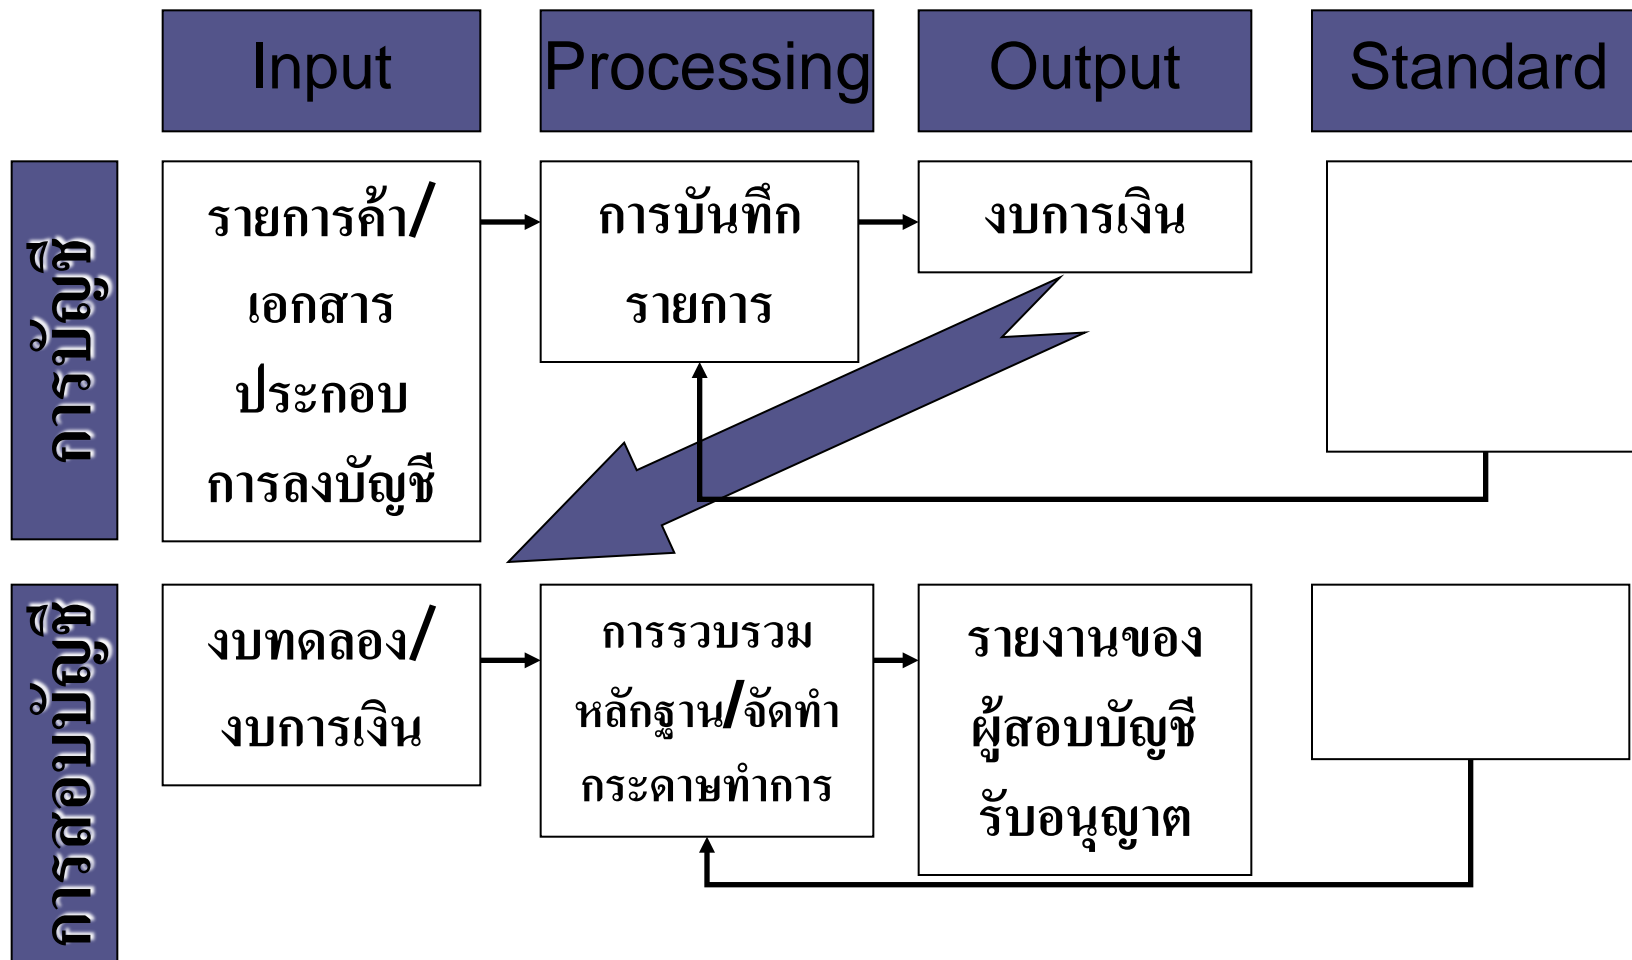 Input
Processing
Output
Standard
การบัญชี
รายการค้า/
เอกสาร
ประกอบ
การลงบัญชี
การบันทึก
รายการ
งบการเงิน
การสอบบัญชี
งบทดลอง/
งบการเงิน
การรวบรวม
หลักฐาน/จัดทำ
กระดาษทำการ
รายงานของ
ผู้สอบบัญชี
รับอนุญาต